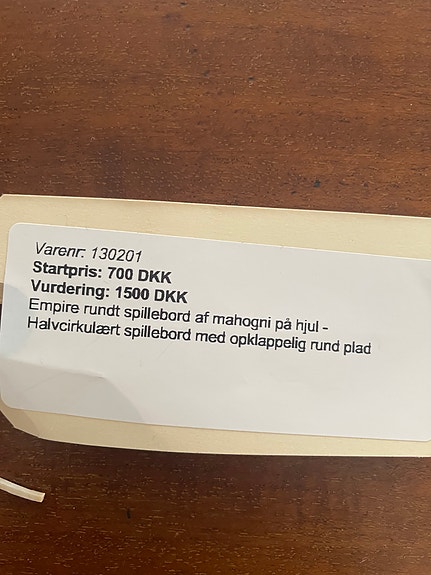 Varenr: 130201
Startpris: 700 DKK
Vurdering: 1500 DKK
Empire rundt spillebord af mahogni på hjul -
Halvcirkulært spillebord med opklappelig rund plad